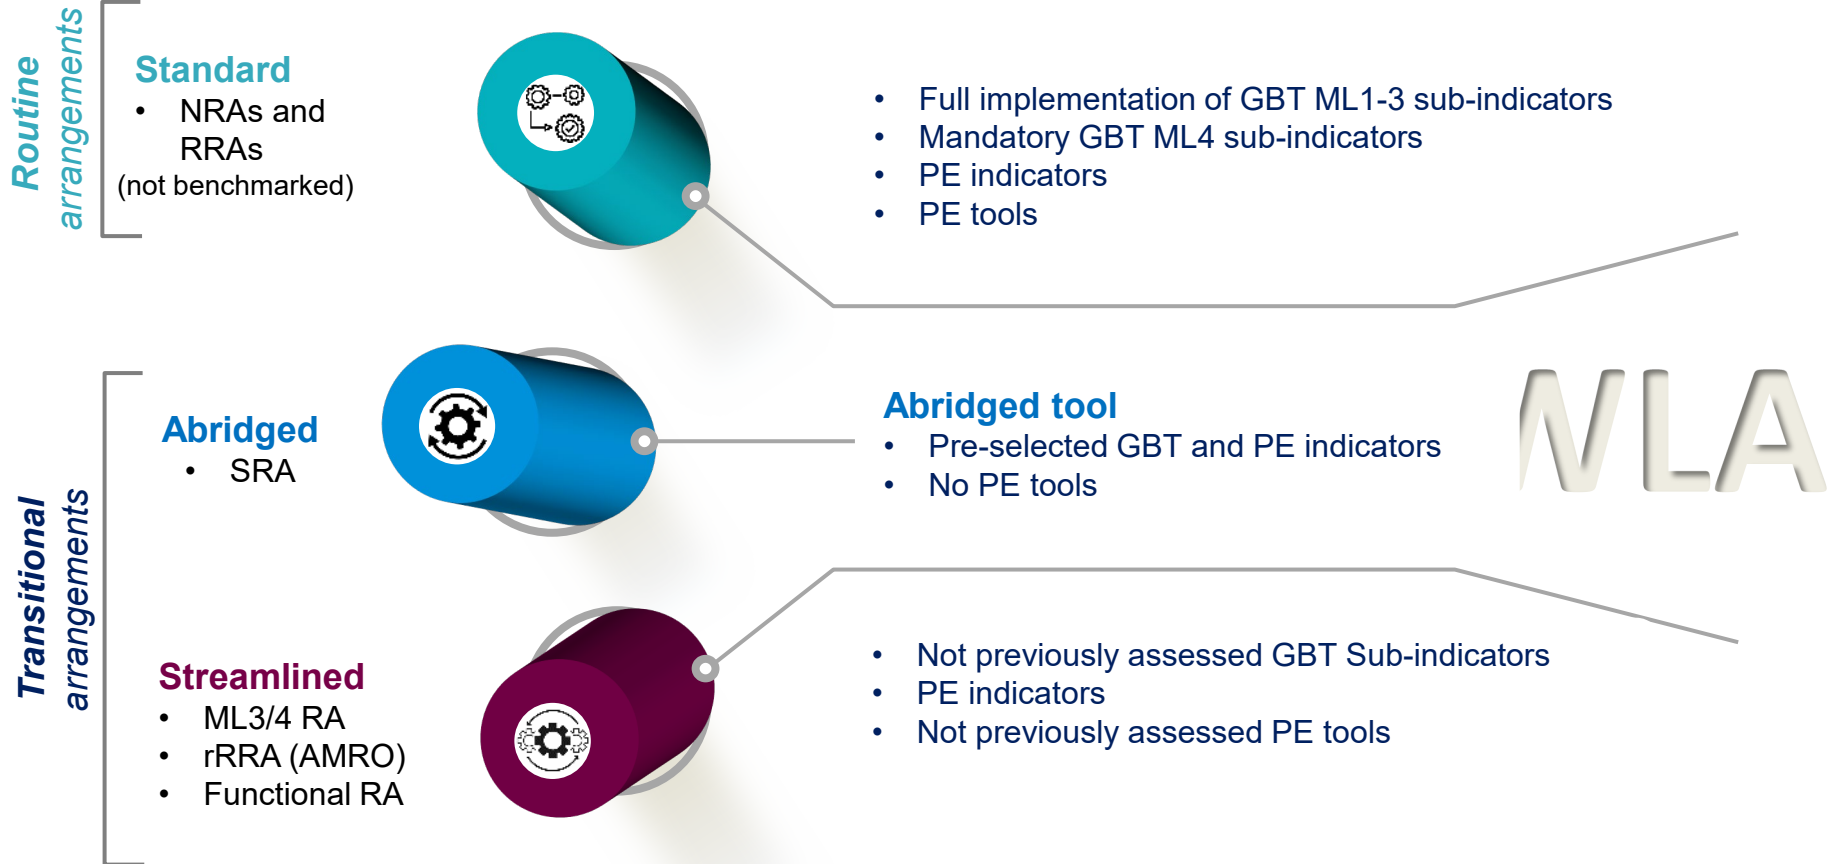 Routine
arrangements
Standard
• NRAs and
RRAs
(not benchmarked)
• Full implementation of GBT ML1-3 sub-indicators
• Mandatory GBT ML4 sub-indicators
• PE indicators
• PE tools
Transitional
arrangements
Abridged
• SRA
Abridged tool
• Pre-selected GBT and PE indicators
• No PE tools
WLA
Streamlined
• ML3/4 RA
• rRRA (AMRO)
• Functional RA
• Not previously assessed GBT Sub-indicators
• PE indicators
• Not previously assessed PE tools